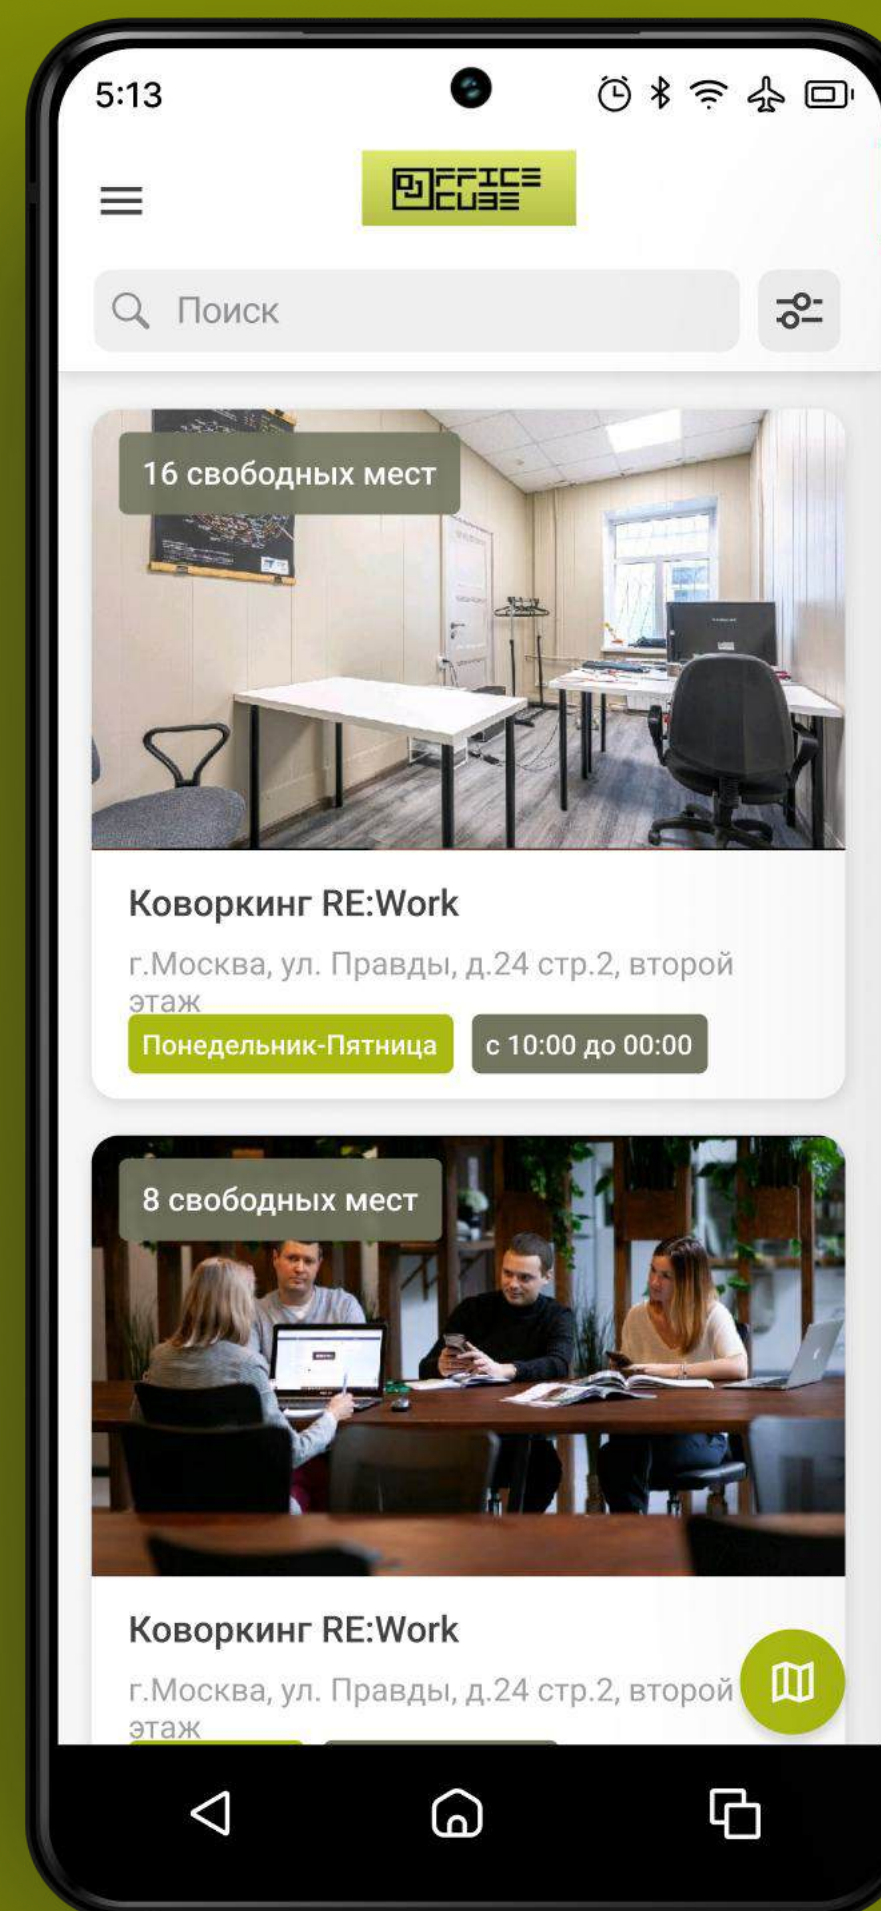 5:13
OFFICE
CUBE
Поиск
16 свободных мест
Коворкинг RE:Work
г.Москва, ул. Правды, д.24 стр.2, второй
этаж
Понедельник-Пятница
с 10:00 до 00:00
8 свободных мест
Коворкинг RE:Work
г.Москва, ул. Правды, д.24 стр.2, второй
этаж